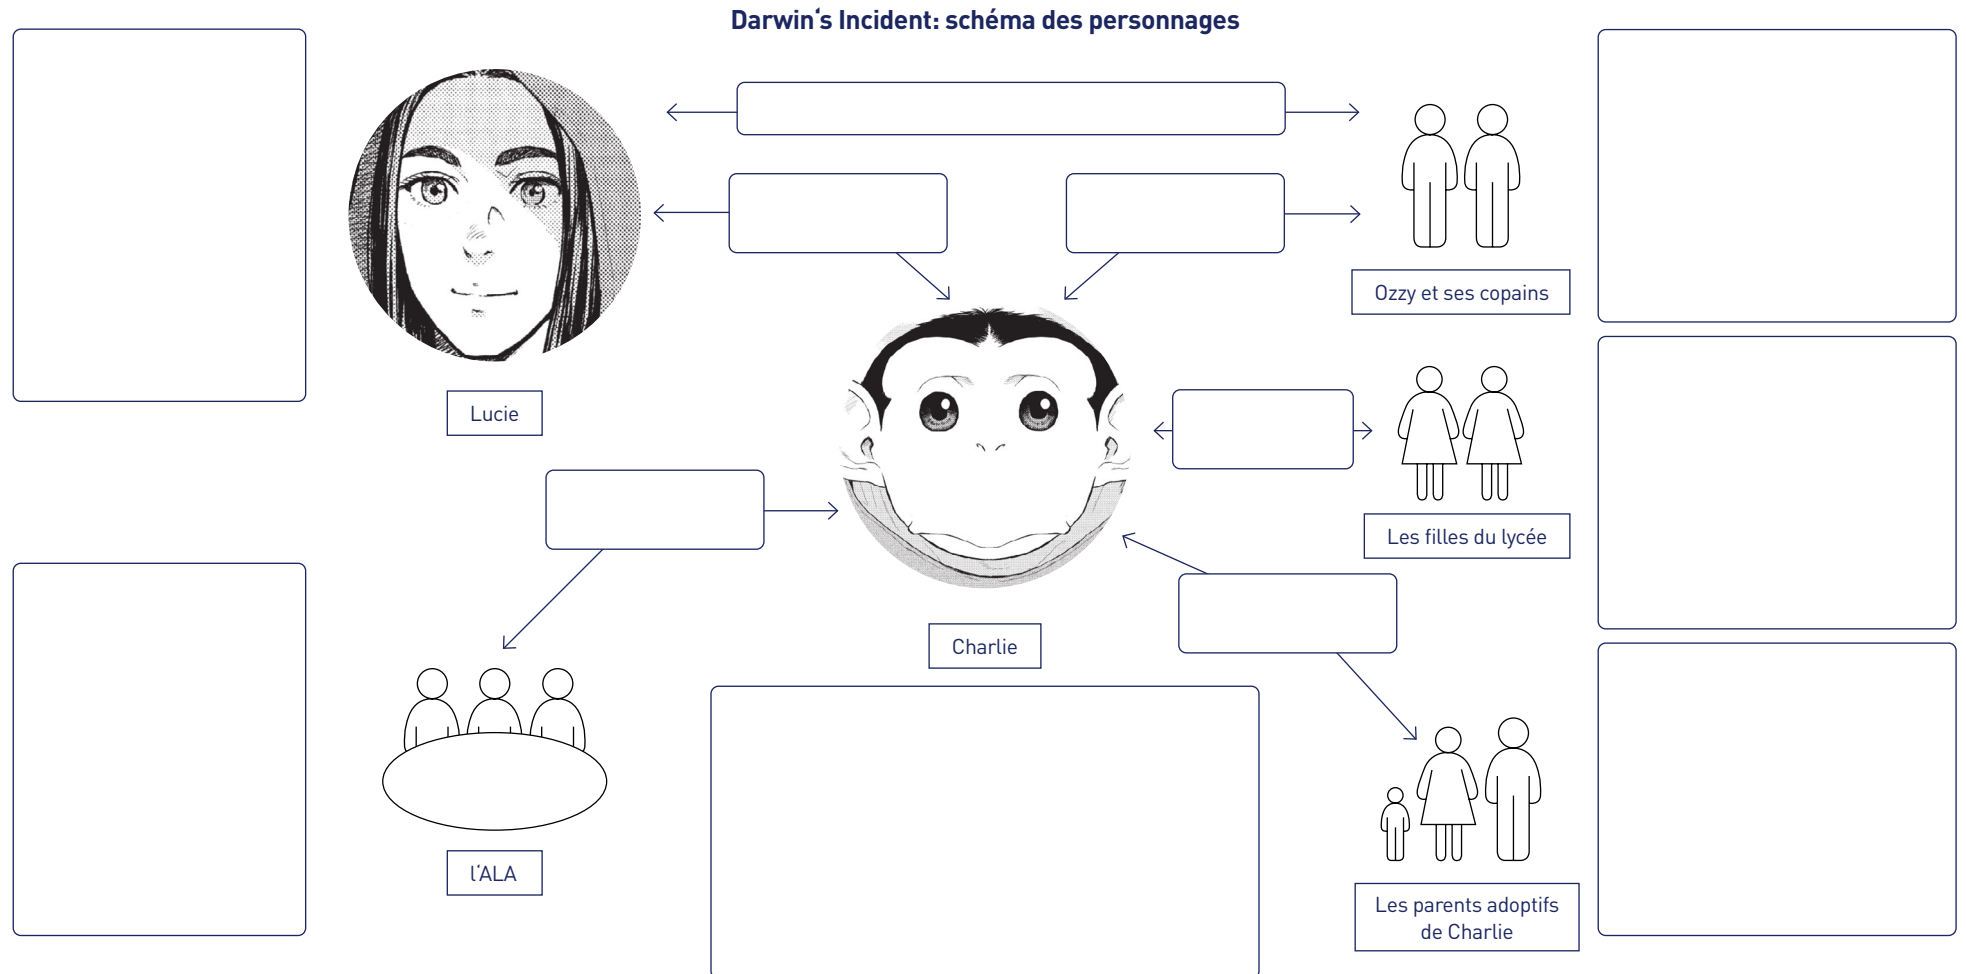 Darwin‘s Incident: schéma des personnages
Ozzy et ses copains
Lucie
Les filles du lycée
Charlie
l‘ALA
Les parents adoptifs
de Charlie